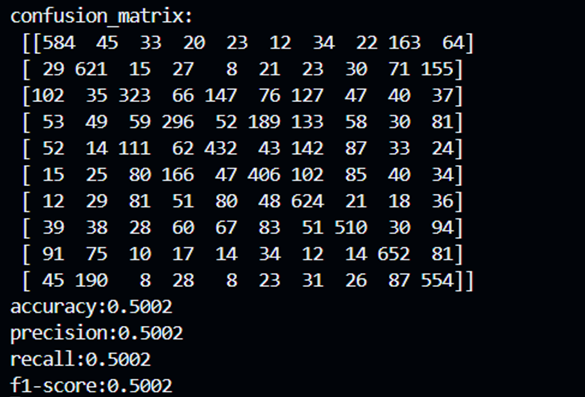 confusion_matrix:
[[584 45 33 20 23 12 34 22 163 64]
[ 29 621 15 27 8 21 23 30 71 155]
[102 35 323 66 147 76 127 47 40 37]
[ 53 49 59 296 52 189 133 58 30 81]
[ 52 14 111 62 432 43 142 87 33 24]
[ 15 25 80 166 47 406 102 85 40 34]
[ 12 29 81 51 80 48 624 21 18 36]
[ 39 38 28 60 67 83 51 510 30 94]
[ 91 75 10 17 14 34 12 14 652 81]
[ 45 190 8 28 8 23 31 26 87 554]]
accuracy:0.5002
precision:0.5002
recall:0.5002
f1-score:0.5002